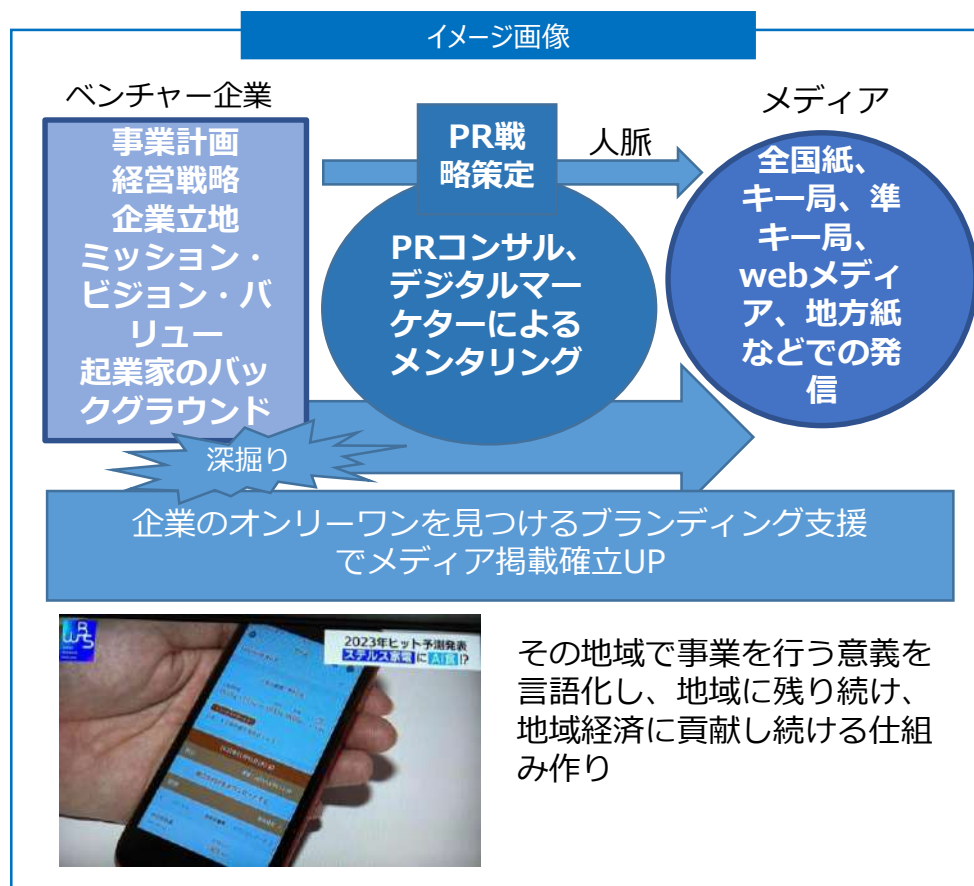 イメージ画像
ベンチャー企業
事業計画
経営戦略
企業立地
ミッション・
ビジョン・バ
リュー
起業家のバッ
クグラウンド
深掘り
PR戦
略策定
人脈
PRコンサル、
デジタルマー
ケターによる
メンタリング
メディア
全国紙、
キー局、準
キー局、
webメディ
ア、地方紙
などでの発
信
企業のオンリーワンを見つけるブランディング支援
でメディア掲載確立UP
WBS
2023年ヒット予測発表
ステルス家電にAI食!?
その地域で事業を行う意義を
言語化し、地域に残り続け、
地域経済に貢献し続ける仕組
み作り